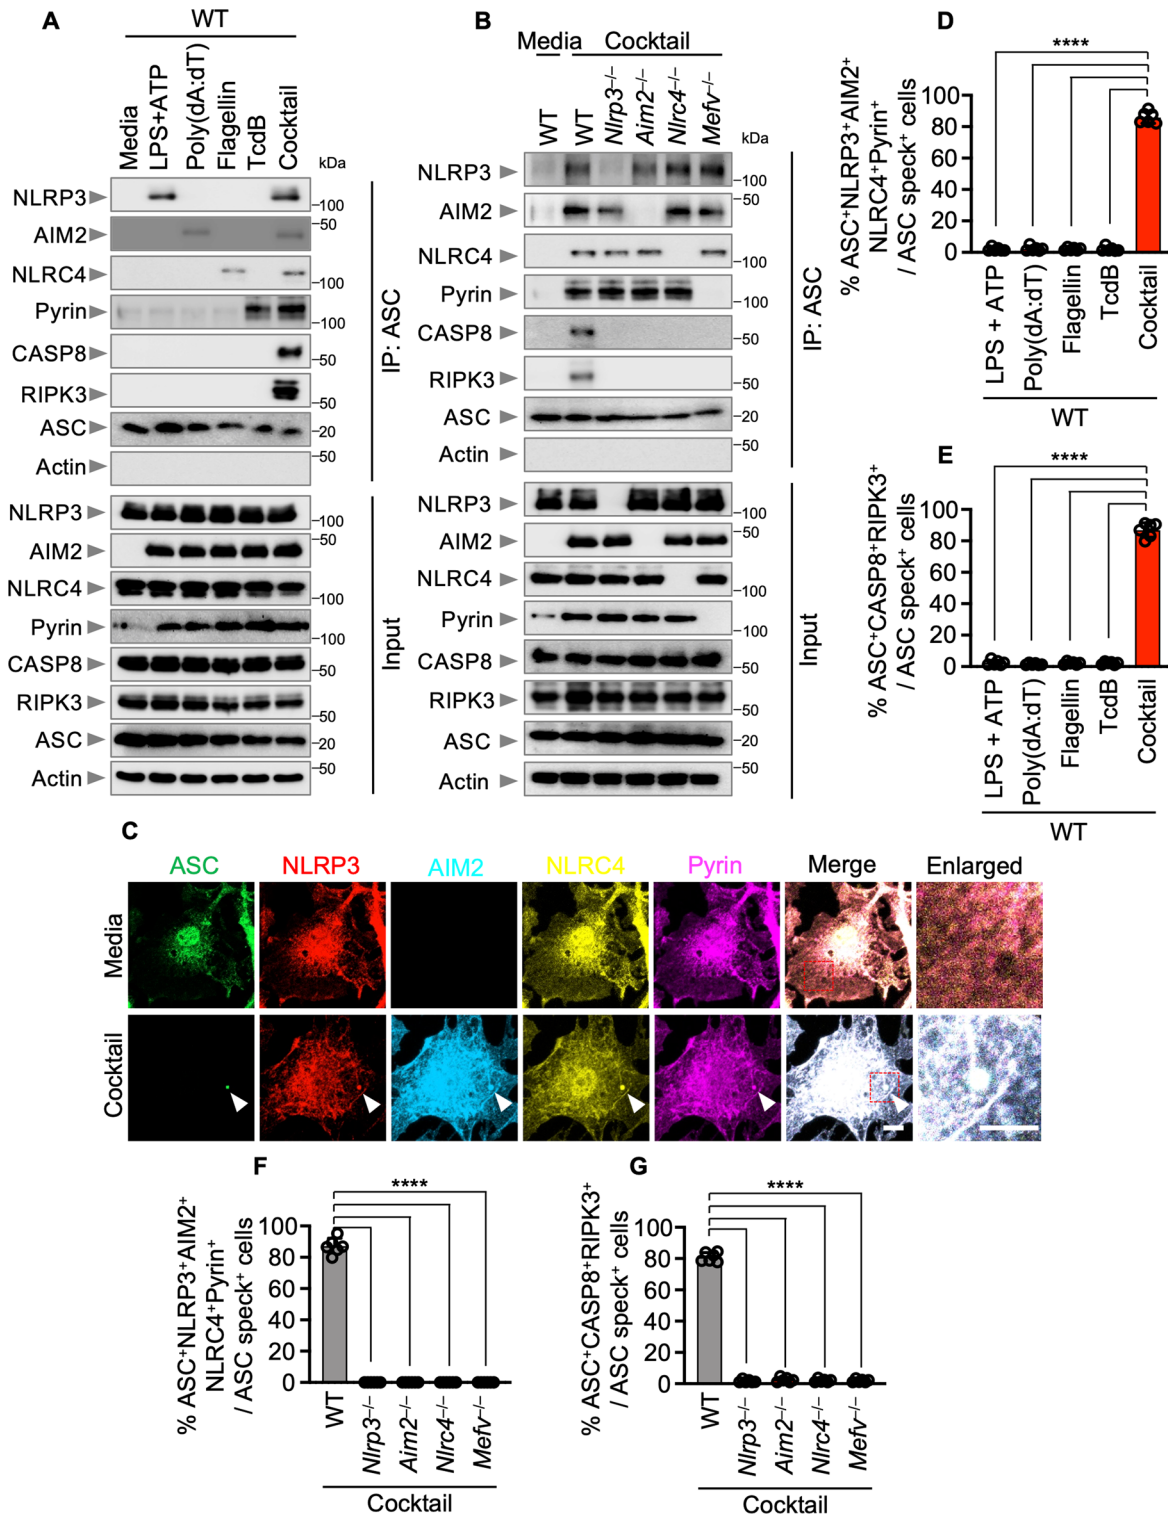 A
WT
Media
LPS+ATP
Poly(dA:dT)
Flagellin
TcdB
Cocktail
kDa
NLRP3
100
AIM2
50
NLRC4
100
Pyrin
100
CASP8
50
RIPK3
50
ASC
20
Actin
50
IP: ASC
NLRP3
100
AIM2
50
NLRC4
100
Pyrin
100
CASP8
50
RIPK3
50
ASC
20
Actin
50
Input
B
Media Cocktail
WT
WT
Nlrp3–/–
Aim2–/–
Nlrc4–/–
Mefv–/–
kDa
NLRP3
100
AIM2
50
NLRC4
100
Pyrin
100
CASP8
50
RIPK3
50
ASC
20
Actin
50
IP: ASC
NLRP3
100
AIM2
50
NLRC4
100
Pyrin
100
CASP8
50
RIPK3
50
ASC
20
Actin
50
Input
D
****
% ASC+NLRP3+AIM2+
NLRC4+Pyrin+
/ ASC speck+ cells
100
80
60
40
20
0
LPS + ATP
Poly(dA:dT)
Flagellin
TcdB
Cocktail
WT
E
****
% ASC+CASP8+RIPK3+
/ ASC speck+ cells
100
80
60
40
20
0
LPS + ATP
Poly(dA:dT)
Flagellin
TcdB
Cocktail
WT
C
ASC NLRP3 AIM2 NLRC4 Pyrin Merge Enlarged
Media
Cocktail
F
****
% ASC+NLRP3+AIM2+
NLRC4+Pyrin+
/ ASC speck+ cells
100
80
60
40
20
0
WT
Nlrp3–/–
Aim2–/–
Nlrc4–/–
Mefv–/–
Cocktail
G
****
% ASC+CASP8+RIPK3+
/ ASC speck+ cells
100
80
60
40
20
0
WT
Nlrp3–/–
Aim2–/–
Nlrc4–/–
Mefv–/–
Cocktail